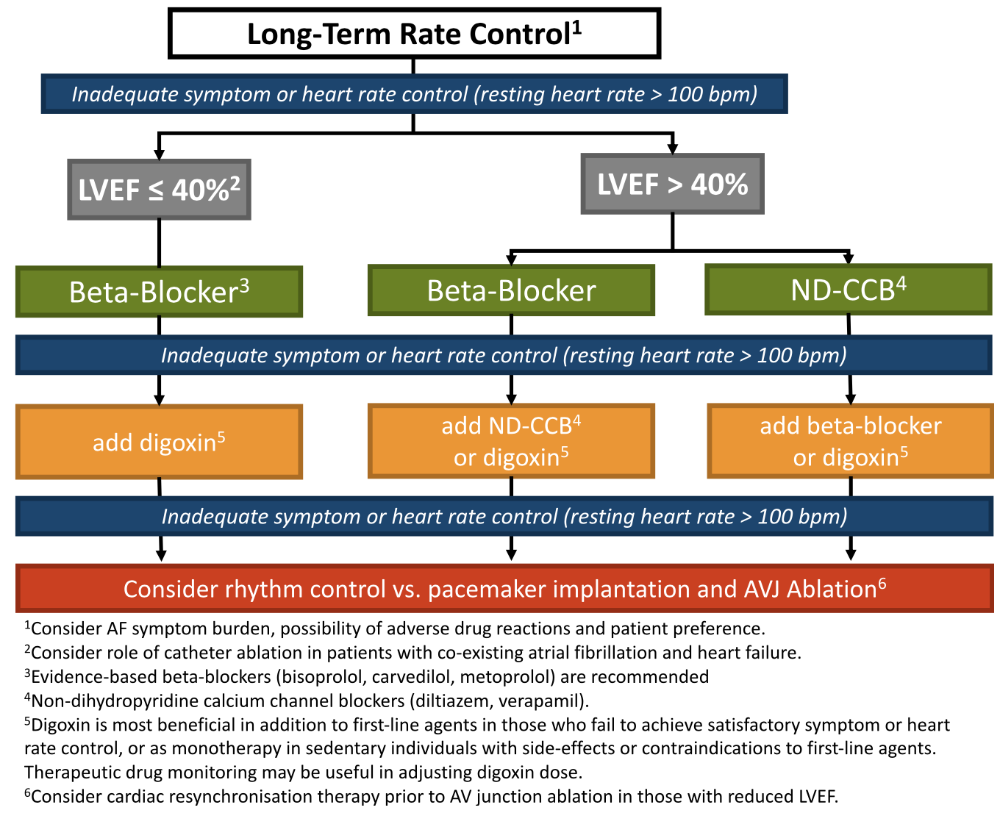 Long-Term Rate Control¹
Inadequate symptom or heart rate control (resting heart rate > 100 bpm)
LVEF ≤ 40%²
LVEF > 40%
Beta-Blocker³
Beta-Blocker
ND-CCB⁴
Inadequate symptom or heart rate control (resting heart rate > 100 bpm)
add digoxin⁵
add ND-CCB⁴
or digoxin⁵
add beta-blocker
or digoxin⁵
Inadequate symptom or heart rate control (resting heart rate > 100 bpm)
Consider rhythm control vs. pacemaker implantation and AVJ Ablation⁶
¹Consider AF symptom burden, possibility of adverse drug reactions and patient preference.
²Consider role of catheter ablation in patients with co-existing atrial fibrillation and heart failure.
³Evidence-based beta-blockers (bisoprolol, carvedilol, metoprolol) are recommended
⁴Non-dihydropyridine calcium channel blockers (diltiazem, verapamil).
⁵Digoxin is most beneficial in addition to first-line agents in those who fail to achieve satisfactory symptom or heart
rate control, or as monotherapy in sedentary individuals with side-effects or contraindications to first-line agents.
Therapeutic drug monitoring may be useful in adjusting digoxin dose.
⁶Consider cardiac resynchronisation therapy prior to AV junction ablation in those with reduced LVEF.